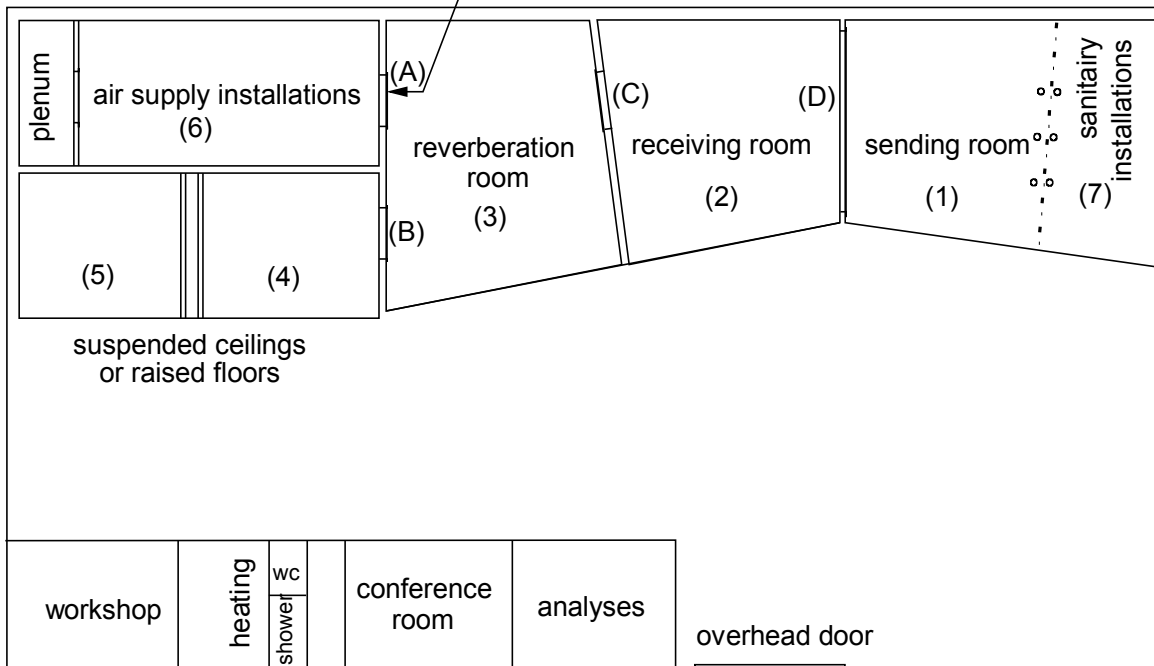 plenum
air supply installations
(6)
(A)
(B)
(5)
(4)
suspended ceilings
or raised floors
reverberation
room
(3)
(C)
receiving room
(2)
(D)
sending room
(1)
sanitairy
installations
(7)
workshop
heating
wc
shower
conference
room
analyses
overhead door